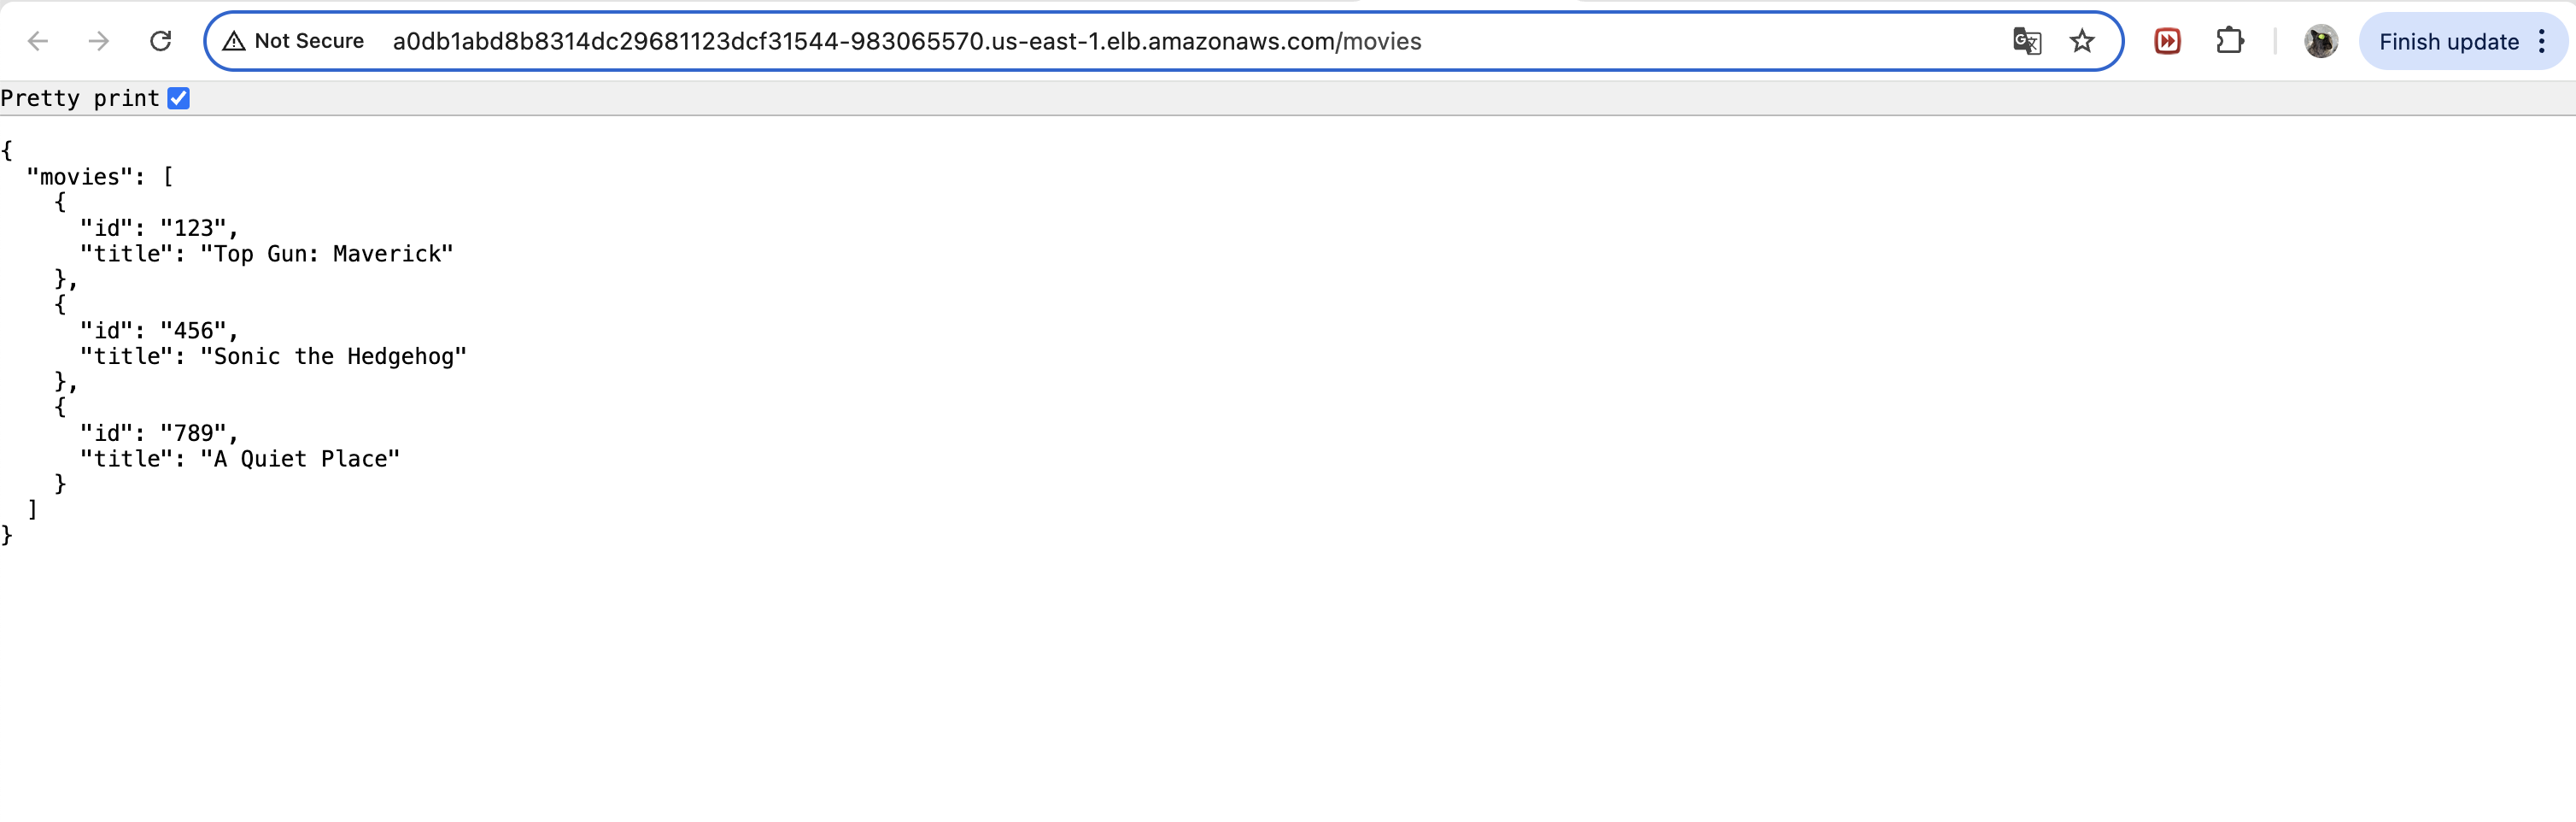 Not Secure a0db1abd8b8314dc29681123dcf31544-983065570.us-east-1.elb.amazonaws.com/movies Finish update
Pretty print
{
  "movies": [
    {
      "id": "123",
      "title": "Top Gun: Maverick"
    },
    {
      "id": "456",
      "title": "Sonic the Hedgehog"
    },
    {
      "id": "789",
      "title": "A Quiet Place"
    }
  ]
}